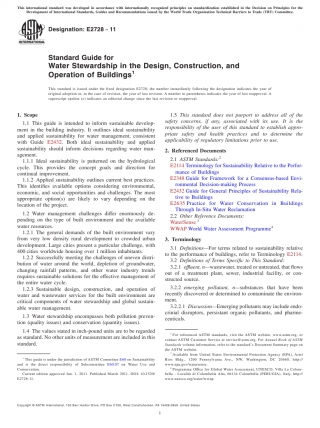 This international standard was developed in accordance with internationally recognized principles on standardization established in the Decision on Principles for the
Development of International Standards, Guides and Recommendations issued by the World Trade Organization Technical Barriers to Trade (TBT) Committee.
Designation: E2728 – 11
Standard Guide for
Water Stewardship in the Design, Construction, and
Operation of Buildings1
This standard is issued under the fixed designation E2728; the number immediately following the designation indicates the year of
original adoption or, in the case of revision, the year of last revision. A number in parentheses indicates the year of last reapproval. A
superscript epsilon (ε) indicates an editorial change since the last revision or reapproval.
1. Scope
1.1 This guide is intended to inform sustainable develop-
ment in the building industry. It outlines ideal sustainability
and applied sustainability for water management, consistent
with Guide E2432. Both ideal sustainability and applied
sustainability should inform decisions regarding water man-
agement.
1.1.1 Ideal sustainability is patterned on the hydrological
cycle. This provides the concept goals and direction for
continual improvement.
1.1.2 Applied sustainability outlines current best practices.
This identifies available options considering environmental,
economic, and social opportunities and challenges. The most
appropriate option(s) are likely to vary depending on the
location of the project.
1.2 Water management challenges differ enormously de-
pending on the type of built environment and the available
water resources.
1.2.1 The general demands of the built environment vary
from very low density rural development to crowded urban
development. Large cities present a particular challenge, with
400 cities worldwide housing over 1 million inhabitants.
1.2.2 Successfully meeting the challenges of uneven distri-
bution of water around the world, depletion of groundwater,
changing rainfall patterns, and other water industry trends
requires sustainable solutions for the effective management of
the entire water cycle.
1.2.3 Sustainable design, construction, and operation of
water and wastewater services for the built environment are
critical components of water stewardship and global sustain-
able water management.
1.3 Water stewardship encompasses both pollution preven-
tion (quality issues) and conservation (quantity issues).
1.4 The values stated in inch-pound units are to be regarded
as standard. No other units of measurement are included in this
standard.
1.5 This standard does not purport to address all of the
safety concerns, if any, associated with its use. It is the
responsibility of the user of this standard to establish appro-
priate safety and health practices and determine the
applicability of regulatory limitations prior to use.
2. Referenced Documents
2.1 ASTM Standards:2
E2114 Terminology for Sustainability Relative to the Perfor-
mance of Buildings
E2348 Guide for Framework for a Consensus-based Envi-
ronmental Decision-making Process
E2432 Guide for General Principles of Sustainability Rela-
tive to Buildings
E2635 Practice for Water Conservation in Buildings
Through In-Situ Water Reclamation
2.2 Other Reference Documents:
WaterSense3
WWAP World Water Assessment Programme4
3. Terminology
3.1 Definitions—For terms related to sustainability relative
to the performance of buildings, refer to Terminology E2114.
3.2 Definitions of Terms Specific to This Standard:
3.2.1 effluent, n—wastewater, treated or untreated, that flows
out of a treatment plant, sewer, industrial facility, or con-
structed source.
3.2.2 emerging pollutant, n—substances that have been
recently discovered or determined to contaminate the environ-
ment.
3.2.2.1 Discussion—Emerging pollutants may include endo-
criminal disruptors, persistent organic pollutants, and pharma-
ceuticals.
1 This guide is under the jurisdiction of ASTM Committee E60 on Sustainability
and is the direct responsibility of Subcommittee on Water Use and
Conservation.
Current edition approved Jan. 1, 2011. Published March 2011. DOI: 10.1520/
E2728-11.
2 For referenced ASTM standards, visit the ASTM website, www.astm.org, or
contact ASTM Customer Service at service@astm.org. For Annual Book of ASTM
Standards volume information, refer to the standard's Document Summary page on
the ASTM website.
3 Available from United States Environmental Protection Agency (EPA), Ariel
Rios Bldg., 1200 Pennsylvania Ave., NW, Washington, DC 20460, http://
www.epa.gov.
4 Programme Office for Global Water Assessment, UNESCO, Villa La Colom-
bella - Località di Colombella Alta, 06134 (PERUGIA), Italy, http://
www.unesco.org/water/wwap.
Copyright © ASTM International, 100 Barr Harbor Drive, PO Box C700, West Conshohocken, PA 19428-2959. United States
1